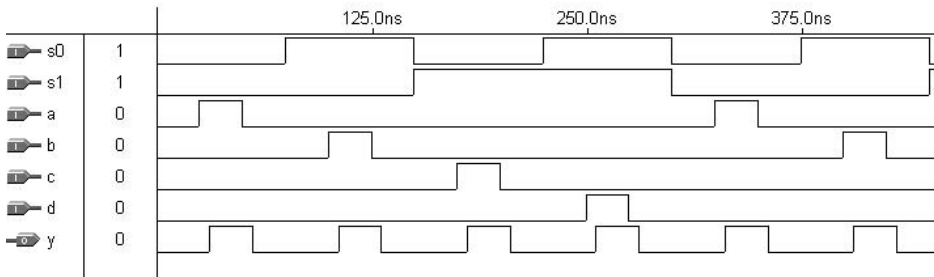 125.0ns 250.0ns 375.0ns
I s0 1
I s1 1
I a 0
I b 0
I c 0
I d 0
O y 0